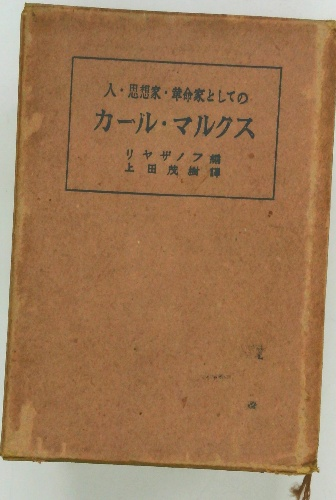 人・思想家・革命家としての
カール・マルクス
リヤザノフ編
上田茂樹譯